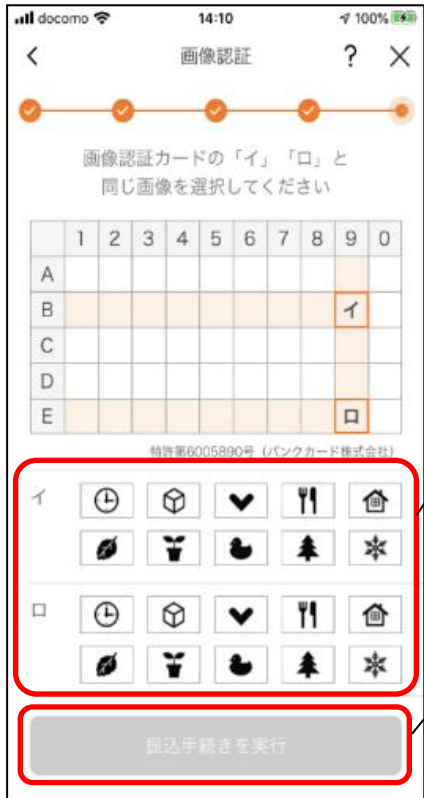 docomo 14:10 100%
画像認証 ?
画像認証カードの「イ」「ロ」と
同じ画像を選択してください
1 2 3 4 5 6 7 8 9 0
A
B イ
C
D
E ロ
特許第6005890号 (バンクカード株式会社)
イ
ロ
振込手続きを実行